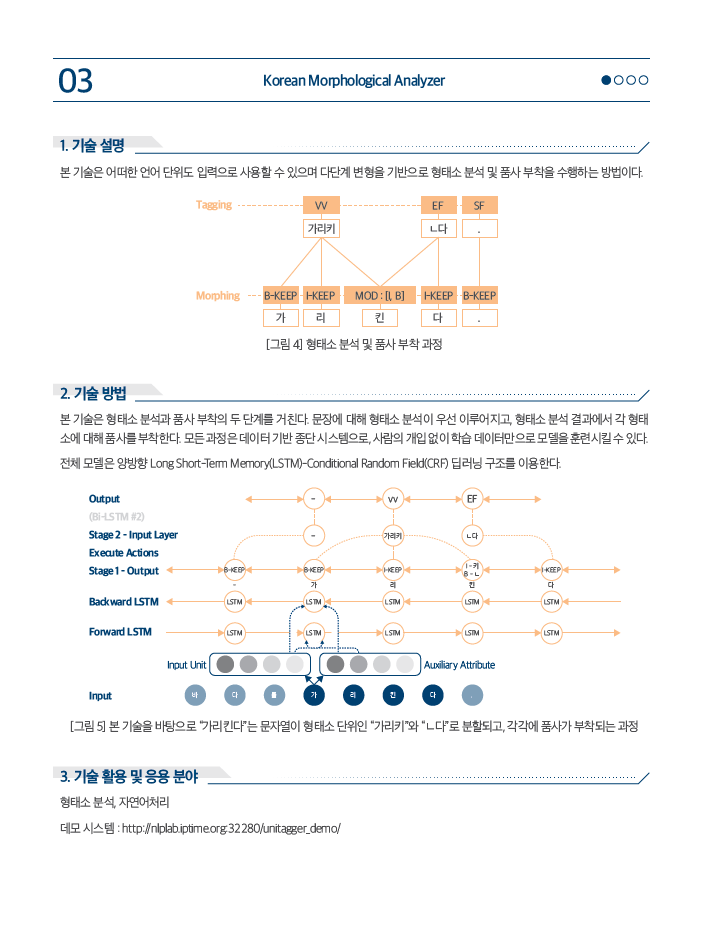 03
Korean Morphological Analyzer
1. 기술 설명
본 기술은 어떠한 언어 단위도 입력으로 사용할 수 있으며 다단계 변형을 기반으로 형태소 분석 및 품사 부착을 수행하는 방법이다.
Tagging VV EF SF
가리키 ㄴ다 .
Morphing B-KEEP I-KEEP MOD : [I, B] I-KEEP B-KEEP
가 리 킨 다 .
[그림 4] 형태소 분석 및 품사 부착 과정
2. 기술 방법
본 기술은 형태소 분석과 품사 부착의 두 단계를 거친다. 문장에 대해 형태소 분석이 우선 이루어지고, 형태소 분석 결과에서 각 형태
소에 대해 품사를 부착한다. 모든 과정은 데이터 기반 종단 시스템으로, 사람의 개입 없이 학습 데이터만으로 모델을 훈련시킬 수 있다.
전체 모델은 양방향 Long Short-Term Memory(LSTM)-Conditional Random Field(CRF) 딥러닝 구조를 이용한다.
Output - VV EF
(Bi-LSTM #2)
Stage 2 - Input Layer - 가리키 ㄴ다
Execute Actions
Stage 1 - Output B-KEEP B-KEEP I-KEEP I-키 B-ㄴ I-KEEP
- 가 리 킨 다
Backward LSTM LSTM LSTM LSTM LSTM LSTM
Forward LSTM LSTM LSTM LSTM LSTM LSTM
Input Unit Auxiliary Attribute
Input 바 다 를 가 리 킨 다 .
[그림 5] 본 기술을 바탕으로 “가리킨다”는 문자열이 형태소 단위인 “가리키”와 “ㄴ다”로 분할되고, 각각에 품사가 부착되는 과정
3. 기술 활용 및 응용 분야
형태소 분석, 자연어처리
데모 시스템 : http://nlplab.iptime.org:32280/unitagger_demo/